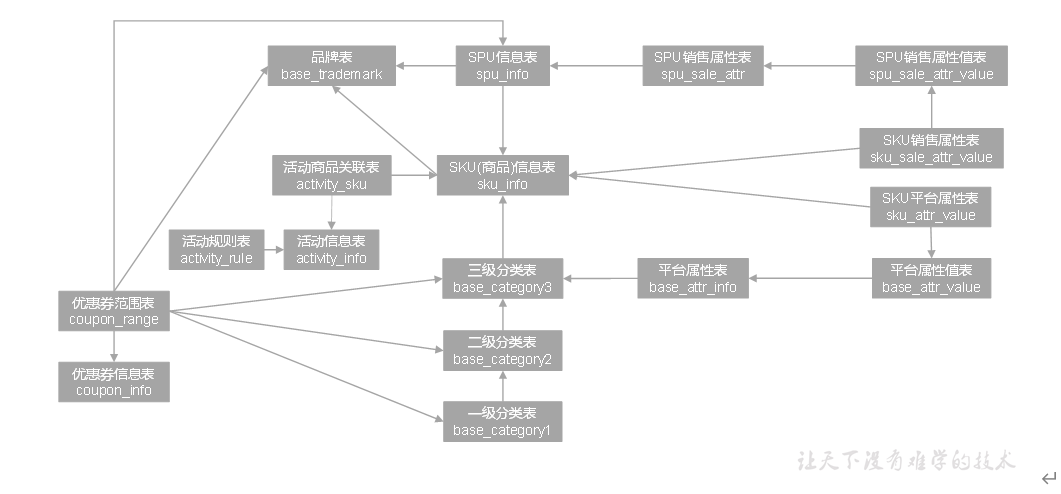 品牌表
base_trademark
SPU信息表
spu_info
SPU销售属性表
spu_sale_attr
SPU销售属性值表
spu_sale_attr_value
SKU销售属性表
sku_sale_attr_value
活动商品关联表
activity_sku
SKU(商品)信息表
sku_info
SKU平台属性表
sku_attr_value
活动规则表
activity_rule
活动信息表
activity_info
三级分类表
base_category3
平台属性表
base_attr_info
平台属性值表
base_attr_value
优惠券范围表
coupon_range
二级分类表
base_category2
优惠券信息表
coupon_info
一级分类表
base_category1
让天下没有难学的技术